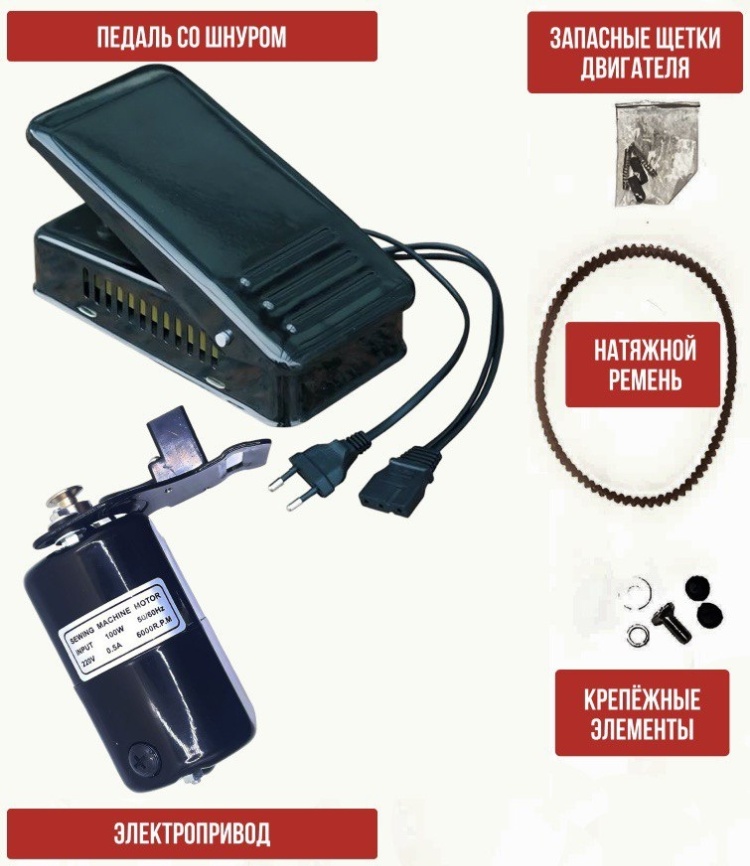 ПЕДАЛЬ СО ШНУРОМ
ЗАПАСНЫЕ ЩЕТКИ
ДВИГАТЕЛЯ
НАТЯЖНОЙ
РЕМЕНЬ
SEWING MACHINE MOTOR
INPUT 100W 50/60Hz
220V 0.5A 6000R.P.M
КРЕПЁЖНЫЕ
ЭЛЕМЕНТЫ
ЭЛЕКТРОПРИВОД